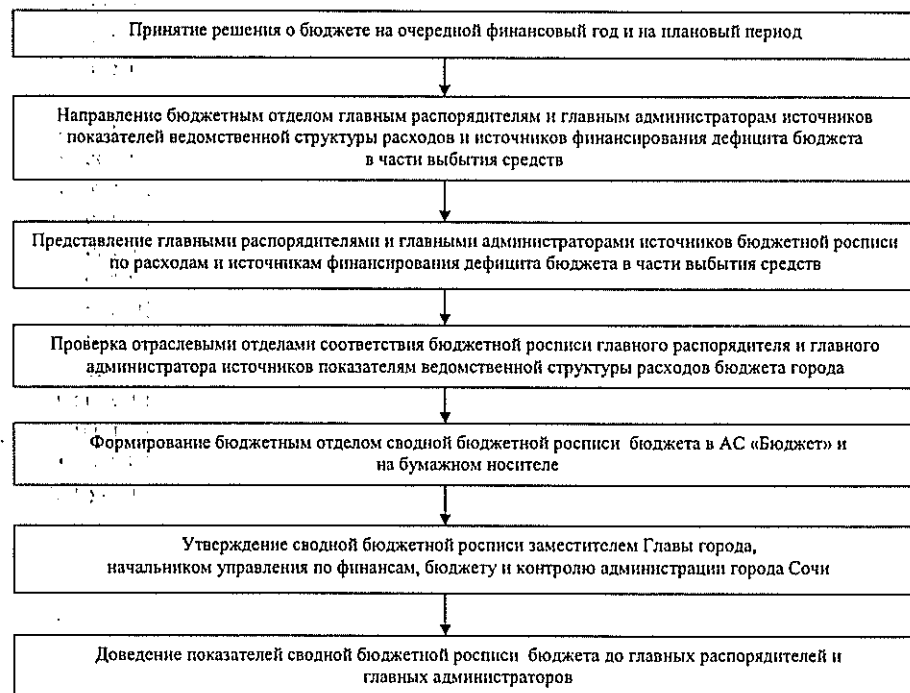 Принятие решения о бюджете на очередной финансовый год и на плановый период
Направление бюджетным отделом главным распорядителям и главным администраторам источников
показателей ведомственной структуры расходов и источников финансирования дефицита бюджета
в части выбытия средств
Представление главными распорядителями и главными администраторами источников бюджетной росписи
по расходам и источникам финансирования дефицита бюджета в части выбытия средств
Проверка отраслевыми отделами соответствия бюджетной росписи главного распорядителя и главного
администратора источников показателям ведомственной структуры расходов бюджета города
Формирование бюджетным отделом сводной бюджетной росписи бюджета в АС «Бюджет» и
на бумажном носителе
Утверждение сводной бюджетной росписи заместителем Главы города,
начальником управления по финансам, бюджету и контролю администрации города Сочи
Доведение показателей сводной бюджетной росписи бюджета до главных распорядителей и
главных администраторов